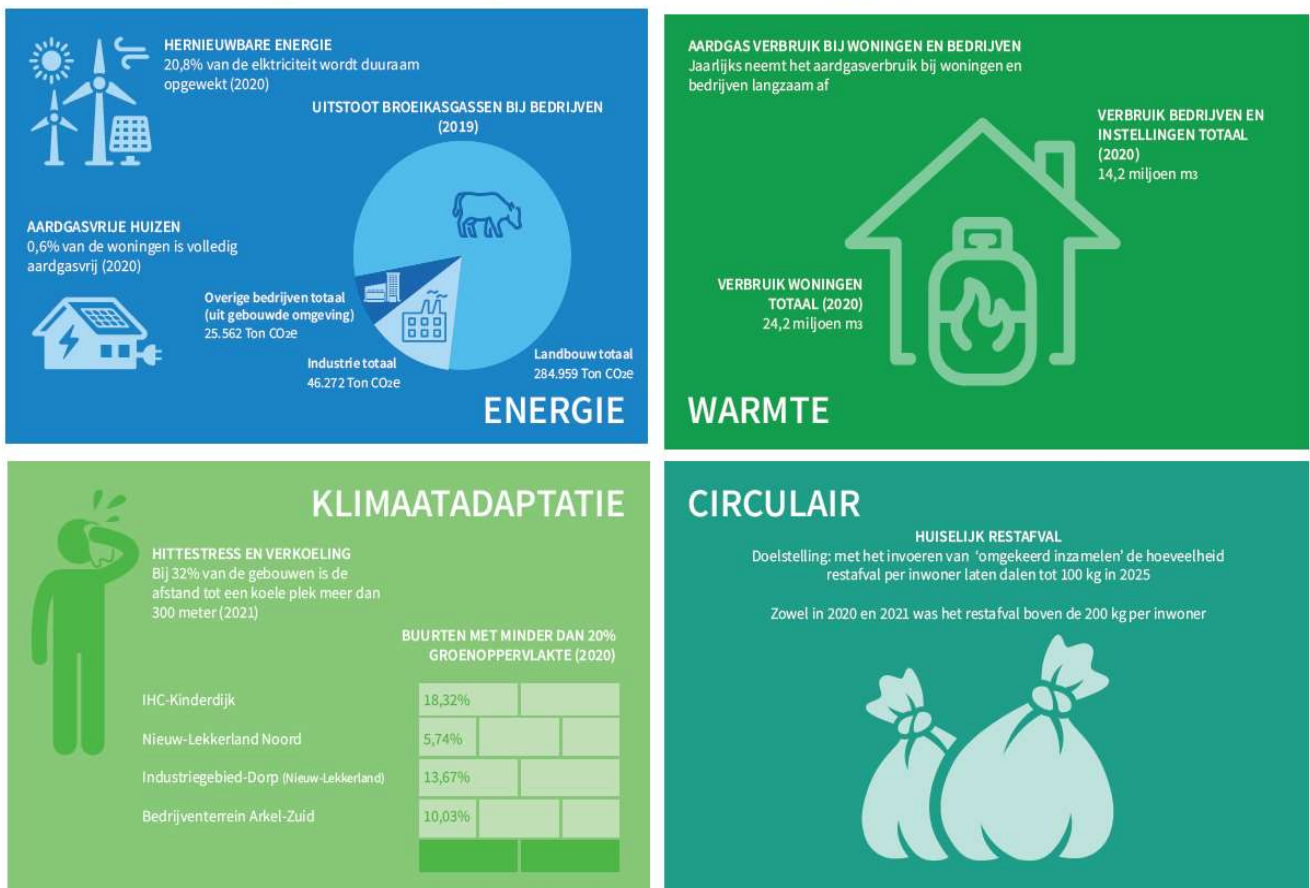 HERNIEUWBARE ENERGIE
20,8% van de elktriciteit wordt duuraam
opgewekt (2020)
UITSTOOT BROEIKASGASSEN BIJ BEDRIJVEN
(2019)
AARDGASVRIJE HUIZEN
0,6% van de woningen is volledig
aardgasvrij (2020)
Overige bedrijven totaal
(uit gebouwde omgeving)
25.562 Ton CO2e
Industrie totaal
46.272 Ton CO2e
Landbouw totaal
284.959 Ton CO2e
ENERGIE
AARDGAS VERBRUIK BIJ WONINGEN EN BEDRIJVEN
Jaarlijks neemt het aardgasverbruik bij woningen en
bedrijven langzaam af
VERBRUIK BEDRIJVEN EN
INSTELLINGEN TOTAAL
(2020)
14,2 miljoen m3
VERBRUIK WONINGEN
TOTAAL (2020)
24,2 miljoen m3
WARMTE
KLIMAATADAPTATIE
HITTESTRESS EN VERKOELING
Bij 32% van de gebouwen is de
afstand tot een koele plek meer dan
300 meter (2021)
BUURTEN MET MINDER DAN 20%
GROENOPPERVLAKTE (2020)
IHC-Kinderdijk 18,32%
Nieuw-Lekkerland Noord 5,74%
Industriegebied-Dorp (Nieuw-Lekkerland) 13,67%
Bedrijventerrein Arkel-Zuid 10,03%
CIRCULAIR
HUISELIJK RESTAFVAL
Doelstelling: met het invoeren van 'omgekeerd inzamelen' de hoeveelheid
restafval per inwoner laten dalen tot 100 kg in 2025
Zowel in 2020 en 2021 was het restafval boven de 200 kg per inwoner